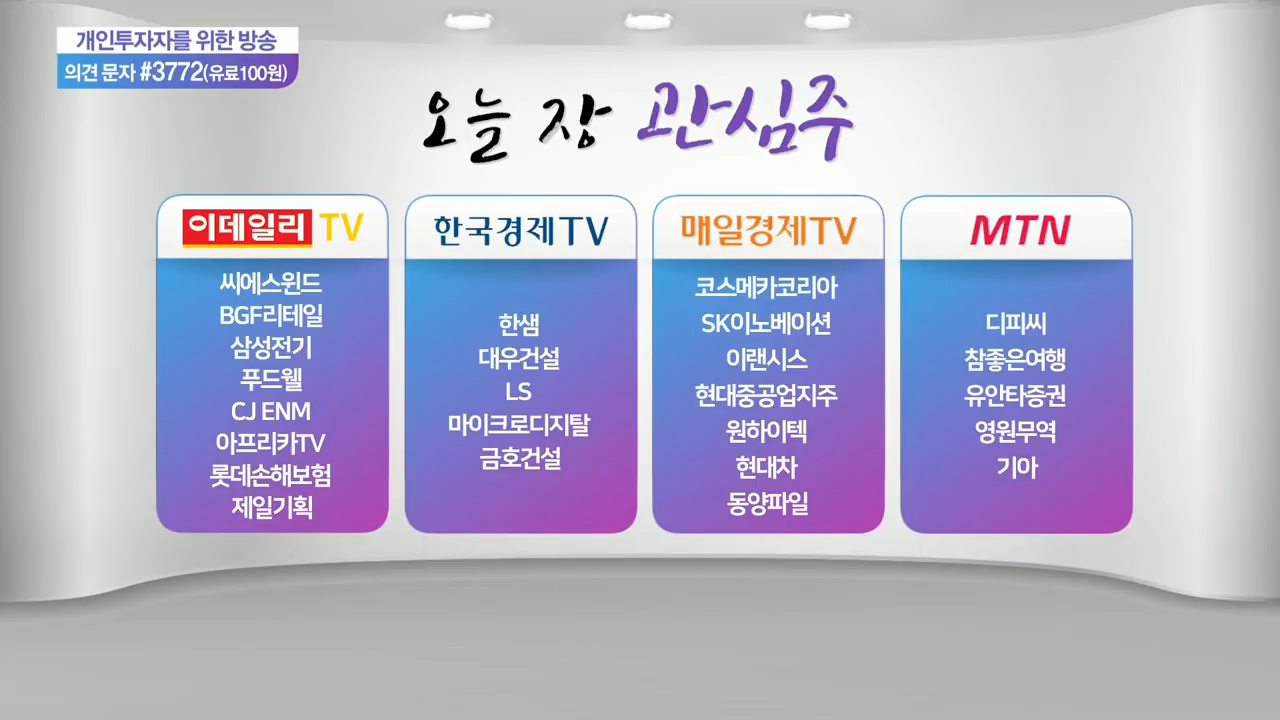 개인투자자를 위한 방송
의견 문자 #3772(유료100원)
오늘 장 관심주
이데일리 TV
씨에스윈드
BGF리테일
삼성전기
푸드웰
CJ ENM
아프리카TV
롯데손해보험
제일기획
한국경제TV
한샘
대우건설
LS
마이크로디지탈
금호건설
매일경제TV
코스메카코리아
SK이노베이션
이랜시스
현대중공업지주
원하이텍
현대차
동양파일
MTN
디피씨
참좋은여행
유안타증권
영원무역
기아